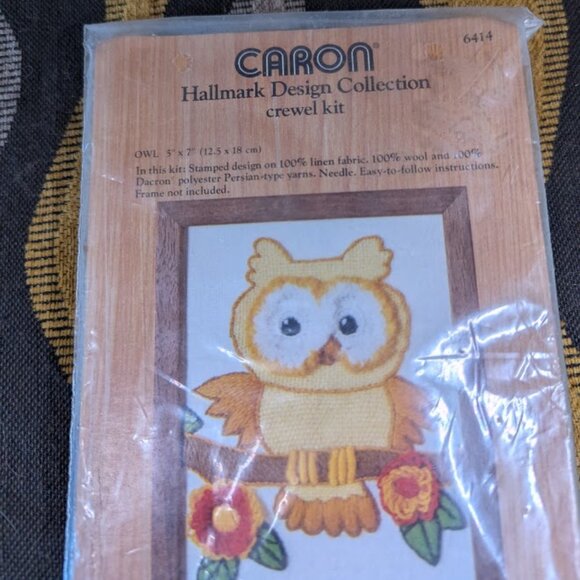 6414
CARON®
Hallmark Design Collection
crewel kit
OWL 5" x 7" (12.5 x 18 cm)
In this kit: Stamped design on 100% linen fabric. 100% wool and 100%
Dacron® polyester Persian-type yarns. Needle. Easy-to-follow instructions.
Frame not included.